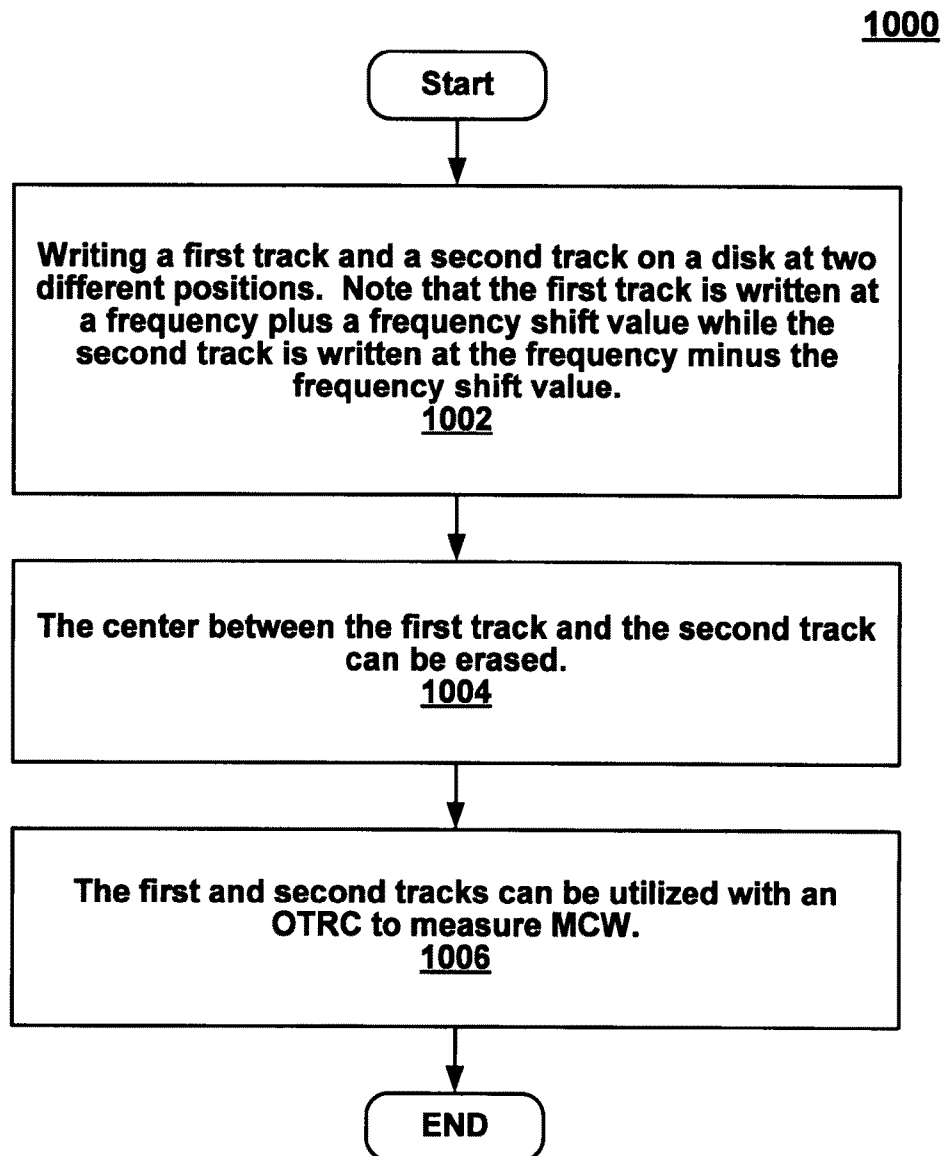 1000
Start
Writing a first track and a second track on a disk at two
different positions.  Note that the first track is written at
a frequency plus a frequency shift value while the
second track is written at the frequency minus the
frequency shift value.
1002
The center between the first track and the second track
can be erased.
1004
The first and second tracks can be utilized with an
OTRC to measure MCW.
1006
END